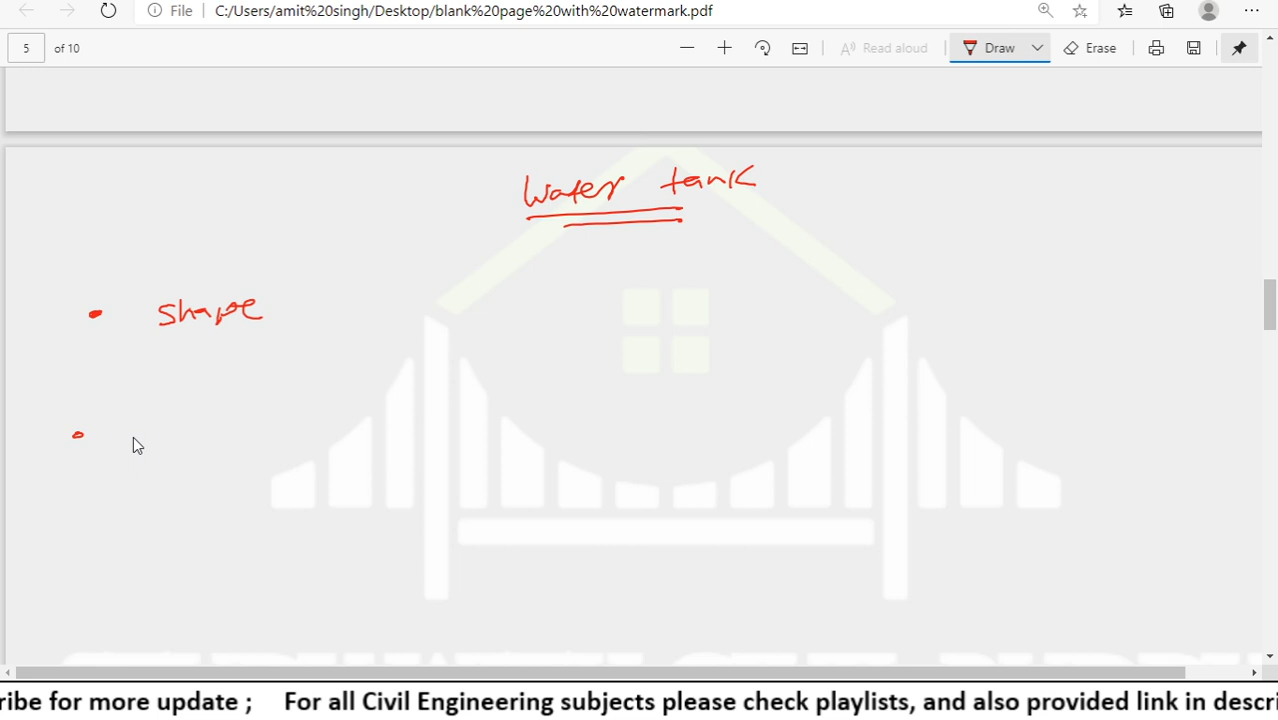 File C:/Users/amit%20singh/Desktop/blank%20page%20with%20watermark.pdf
5 of 10 Read aloud Draw Erase
Water tank
• Shape
•
ribe for more update ; For all Civil Engineering subjects please check playlists, and also provided link in descri